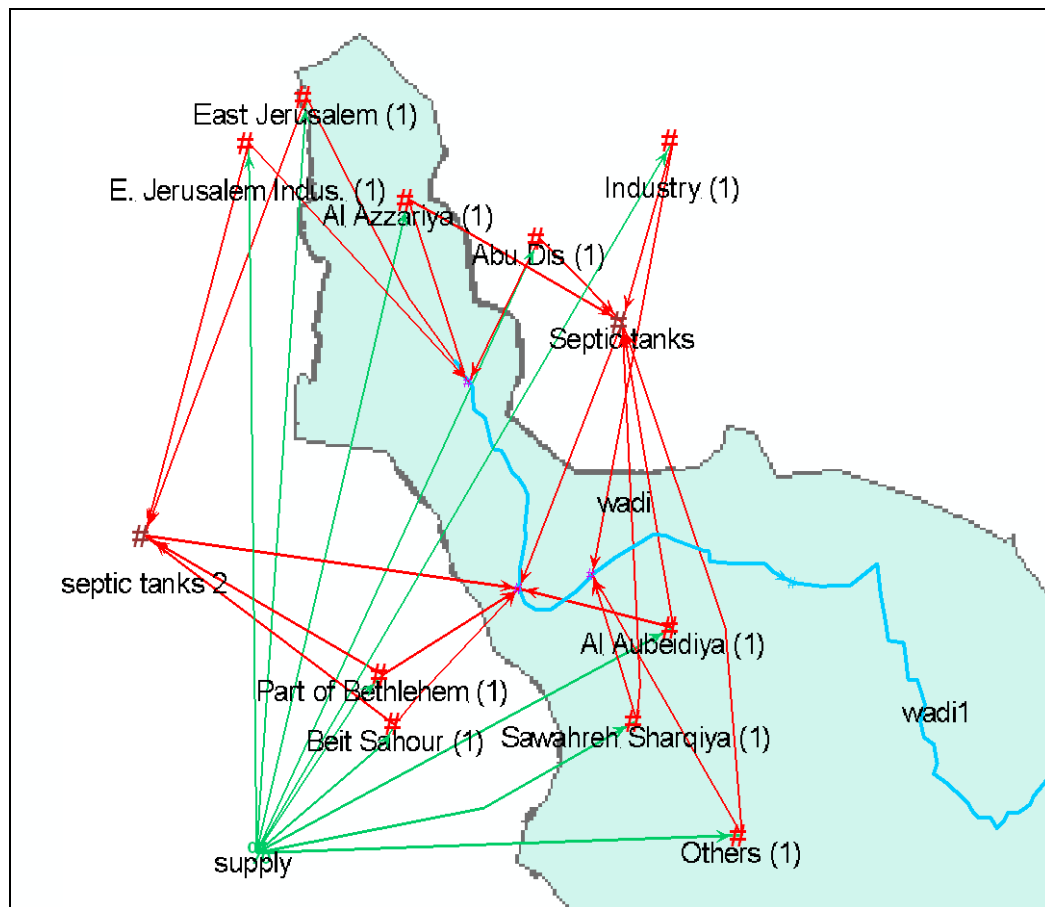 East Jerusalem (1)
E. Jerusalem Indus. (1)
Industry (1)
Al Azzariya (1)
Abu Dis (1)
Septic tanks
wadi
septic tanks 2
Al Aubeidiya (1)
Part of Bethlehem (1)
wadi1
Beit Sahour (1)
Sawahreh Sharqiya (1)
Others (1)
supply